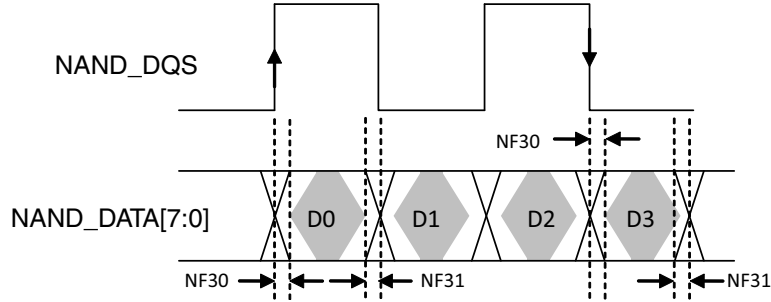 NAND_DQS
NF30
NAND_DATA[7:0] D0 D1 D2 D3
NF30 NF31 NF31